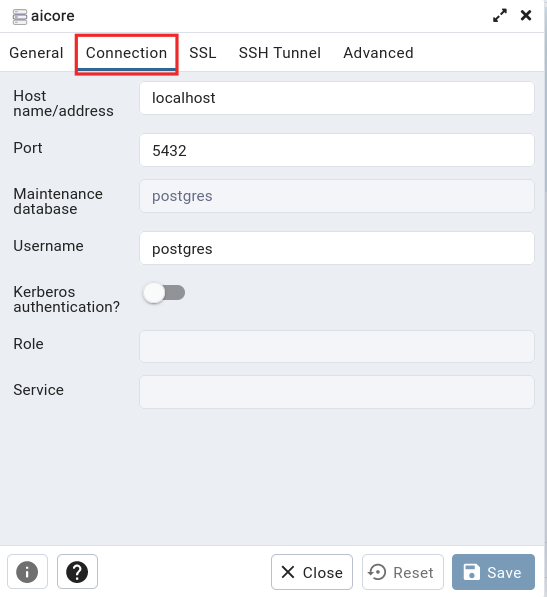 aicore
General Connection SSL SSH Tunnel Advanced
Host
name/address
localhost
Port
5432
Maintenance
database
postgres
Username
postgres
Kerberos
authentication?
Role
Service
Close Reset Save